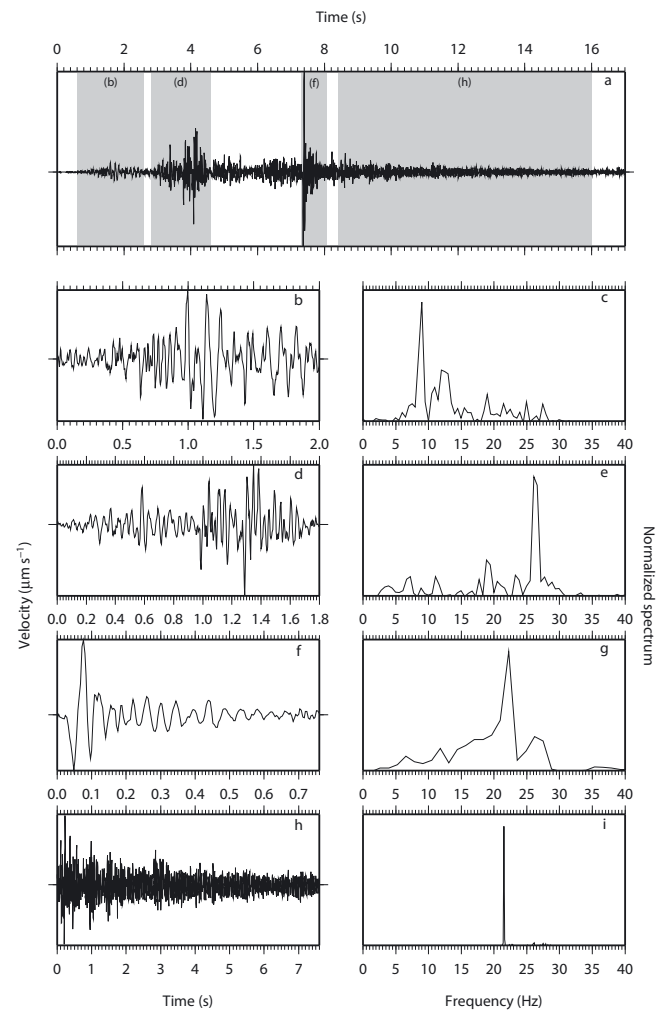 Time (s)
0 2 4 6 8 10 12 14 16
(b) (d) (f) (h) a
b c
0.0 0.5 1.0 1.5 2.0 0 5 10 15 20 25 30 35 40
d e
0.0 0.2 0.4 0.6 0.8 1.0 1.2 1.4 1.6 1.8 0 5 10 15 20 25 30 35 40
Velocity (μm s⁻¹)
Normalized spectrum
f g
0.0 0.1 0.2 0.3 0.4 0.5 0.6 0.7 0 5 10 15 20 25 30 35 40
h i
0 1 2 3 4 5 6 7 0 5 10 15 20 25 30 35 40
Time (s) Frequency (Hz)